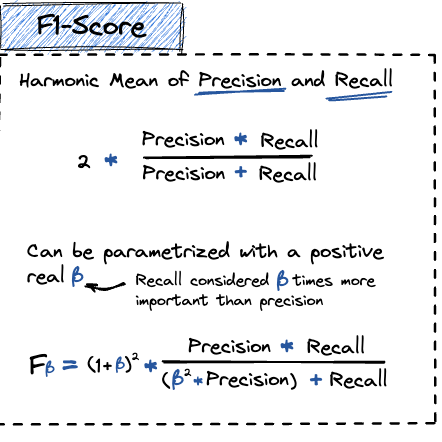 F1-Score
Harmonic Mean of Precision and Recall
2 * Precision * Recall
Precision + Recall
Can be parametrized with a positive
real β
Recall considered β times more
important than precision
Fβ = (1+β)² * Precision * Recall
(β²*Precision) + Recall